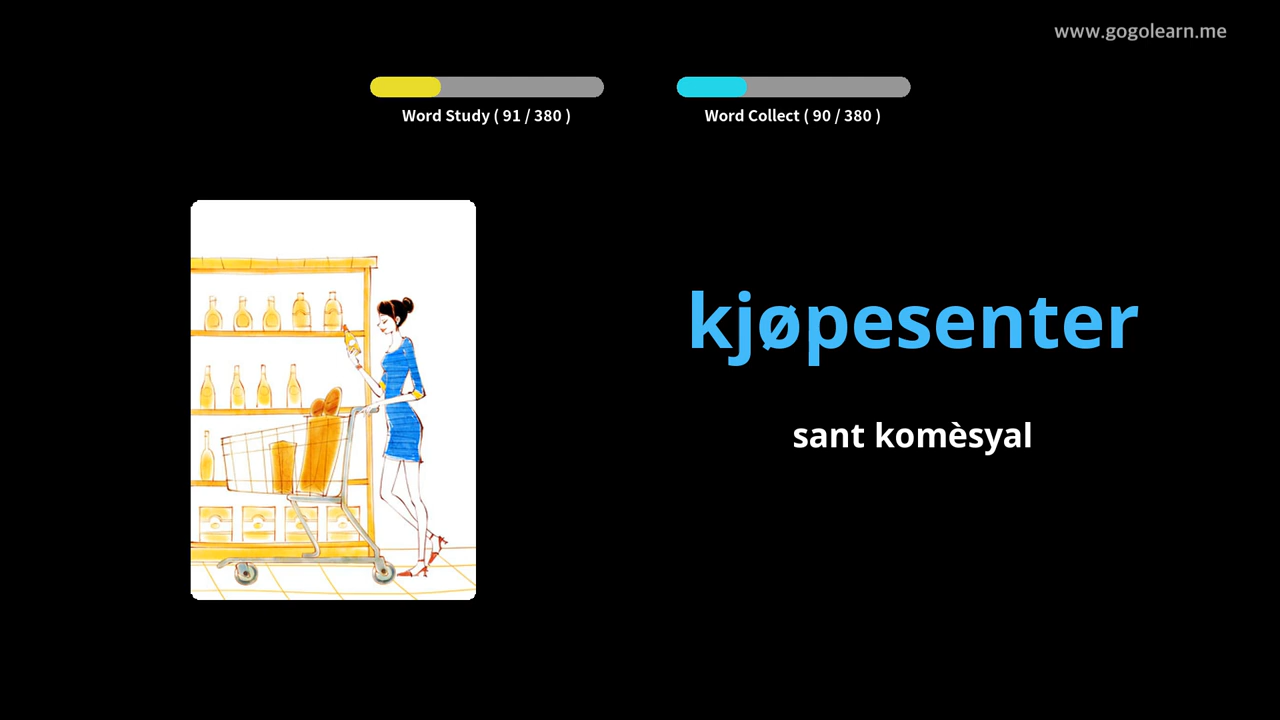 www.gogolearn.me
Word Study ( 91 / 380 )
Word Collect ( 90 / 380 )
kjøpesenter
sant komèsyal